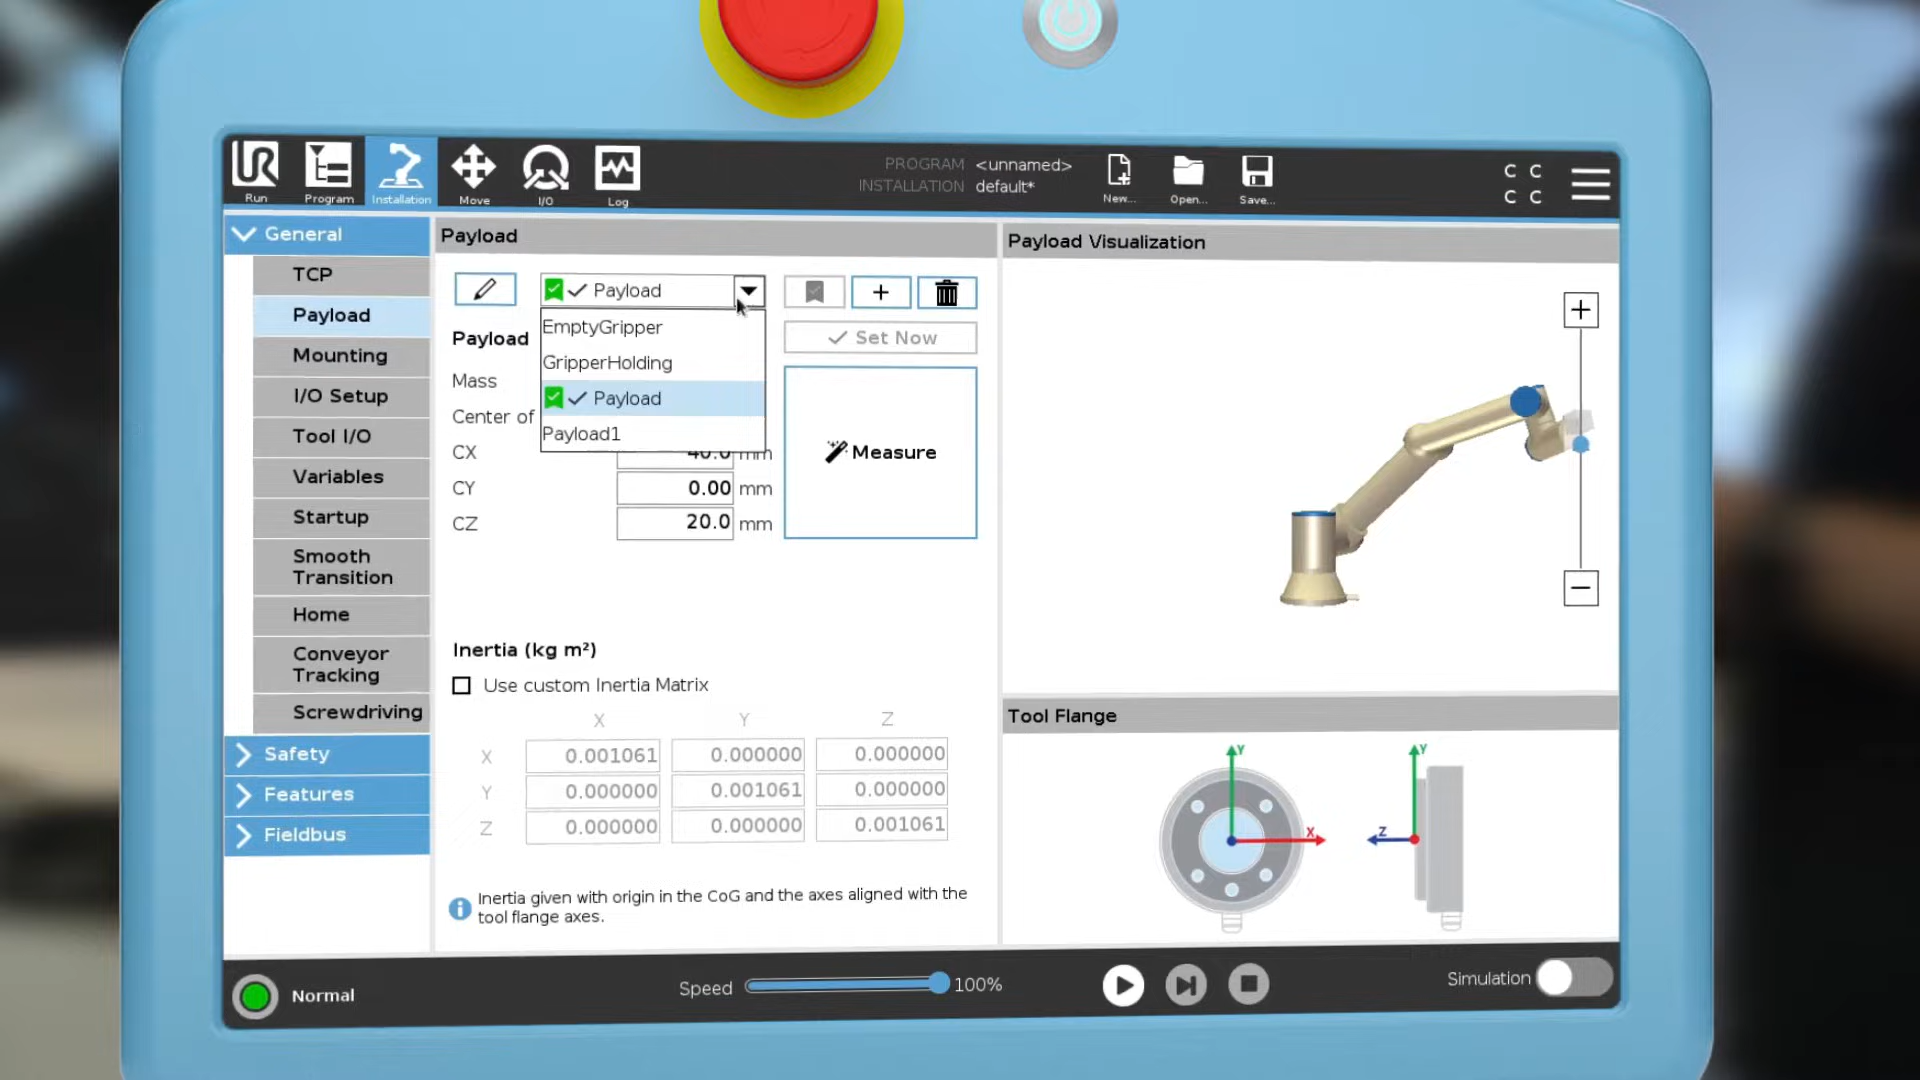 Run
Program
Installation
Move
I/O
Log
PROGRAM <unnamed>
INSTALLATION default*
New...
Open...
Save...
C C
C C
General
TCP
Payload
Mounting
I/O Setup
Tool I/O
Variables
Startup
Smooth
Transition
Home
Conveyor
Tracking
Screwdriving
Safety
Features
Fieldbus
Payload
Payload
EmptyGripper
GripperHolding
Payload
Payload1
Payload
Set Now
Mass
Center of
CX 40.0 mm
CY 0.00 mm
CZ 20.0 mm
Measure
Inertia (kg m²)
Use custom Inertia Matrix
X Y Z
X 0.001061 0.000000 0.000000
Y 0.000000 0.001061 0.000000
Z 0.000000 0.000000 0.001061
Inertia given with origin in the CoG and the axes aligned with the
tool flange axes.
Payload Visualization
Tool Flange
Y
X
Y
Z
Normal
Speed 100%
Simulation